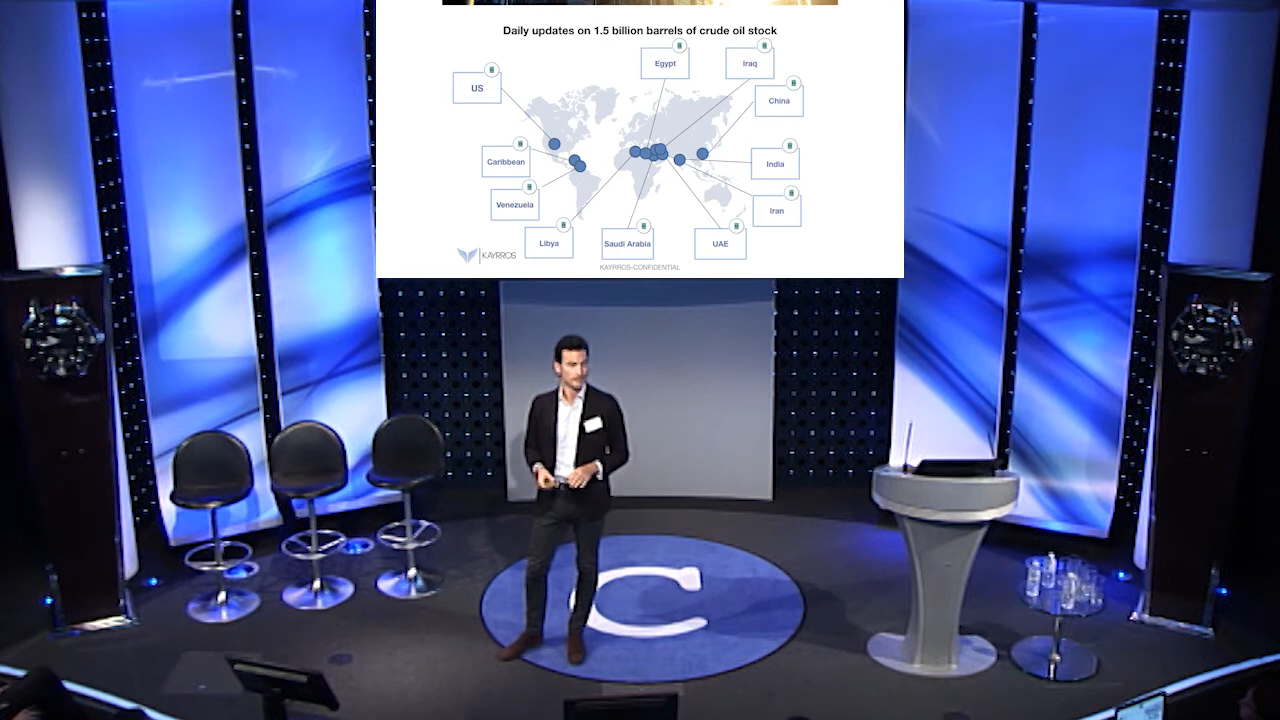 Daily updates on 1.5 billion barrels of crude oil stock
Egypt
Iraq
US
China
Caribbean
India
Venezuela
Iran
Libya
Saudi Arabia
UAE
KAYRROS
KAYRROS-CONFIDENTIAL
C